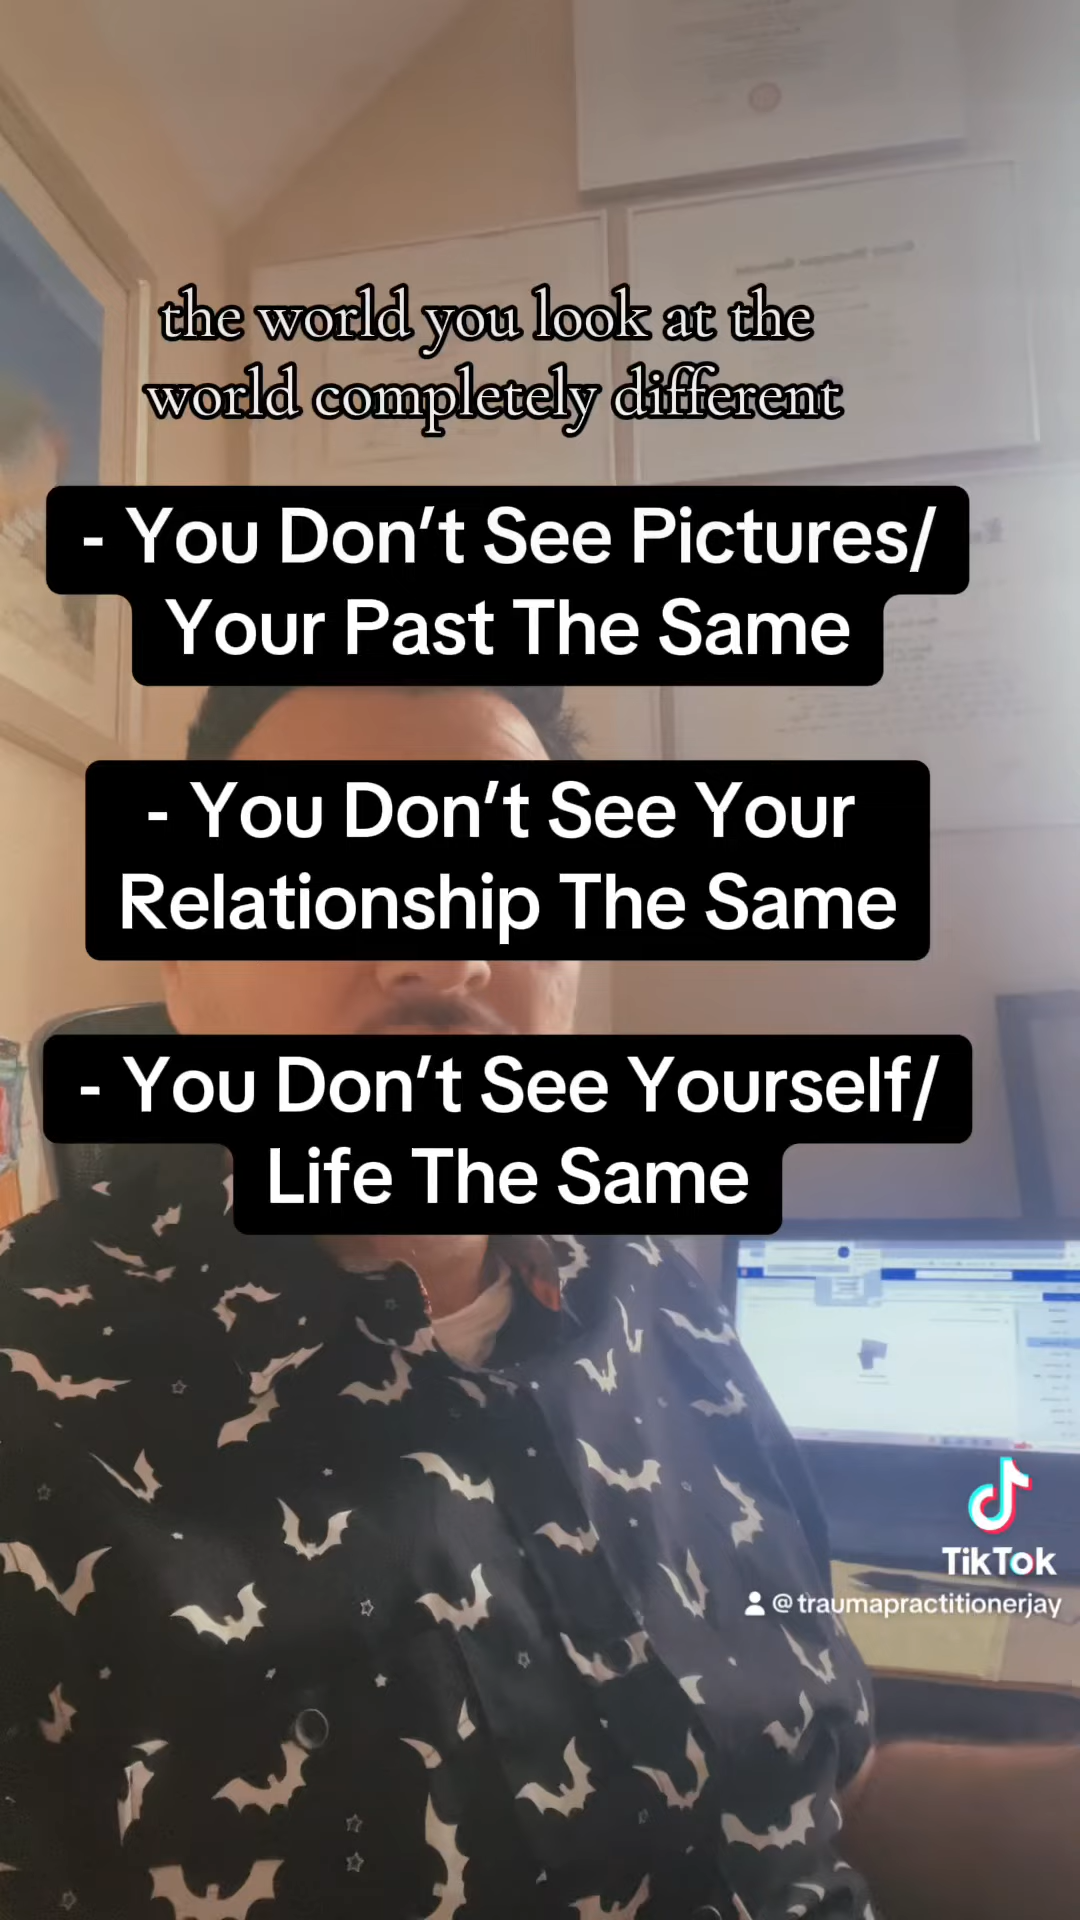 the world you look at the
world completely different
- You Don't See Pictures/
Your Past The Same
- You Don't See Your
Relationship The Same
- You Don't See Yourself/
Life The Same
TikTok
@traumapractitionerjay